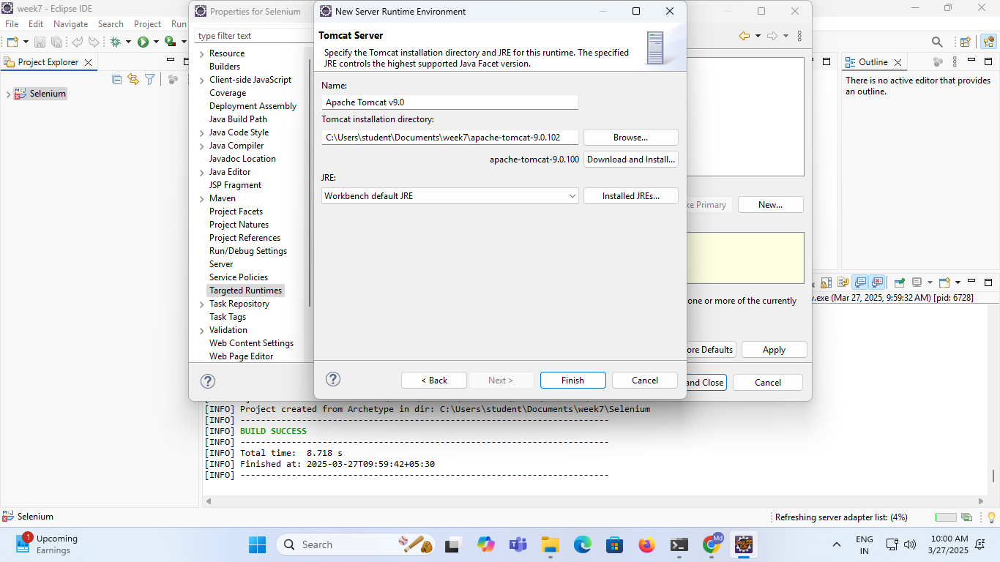 week7 - Eclipse IDE
File Edit Navigate Search Project Run
Project Explorer
Selenium
Properties for Selenium
type filter text
Resource
Builders
Client-side JavaScript
Coverage
Deployment Assembly
Java Build Path
Java Code Style
Java Compiler
Javadoc Location
Java Editor
JSP Fragment
Maven
Project Facets
Project Natures
Project References
Run/Debug Settings
Server
Service Policies
Targeted Runtimes
Task Repository
Task Tags
Validation
Web Content Settings
Web Page Editor
New Server Runtime Environment
Tomcat Server
Specify the Tomcat installation directory and JRE for this runtime. The specified
JRE controls the highest supported Java Facet version.
Name:
Apache Tomcat v9.0
Tomcat installation directory:
C:\Users\student\Documents\week7\apache-tomcat-9.0.102 Browse...
apache-tomcat-9.0.100 Download and Install...
JRE:
Workbench default JRE Installed JREs...
< Back Next > Finish Cancel
Primary New...
one or more of the currently
Defaults Apply
and Close Cancel
Outline
There is no active editor that provides
an outline.
.exe (Mar 27, 2025, 9:59:32 AM) [pid: 6728]
[INFO] Project created from Archetype in dir: C:\Users\student\Documents\week7\Selenium
[INFO] ------------------------------------------------------------------------
[INFO] BUILD SUCCESS
[INFO] ------------------------------------------------------------------------
[INFO] Total time:  8.718 s
[INFO] Finished at: 2025-03-27T09:59:42+05:30
[INFO] ------------------------------------------------------------------------
Selenium
Refreshing server adapter list: (4%)
1
Upcoming
Earnings
Search
Md
ENG
IN
10:00 AM
3/27/2025